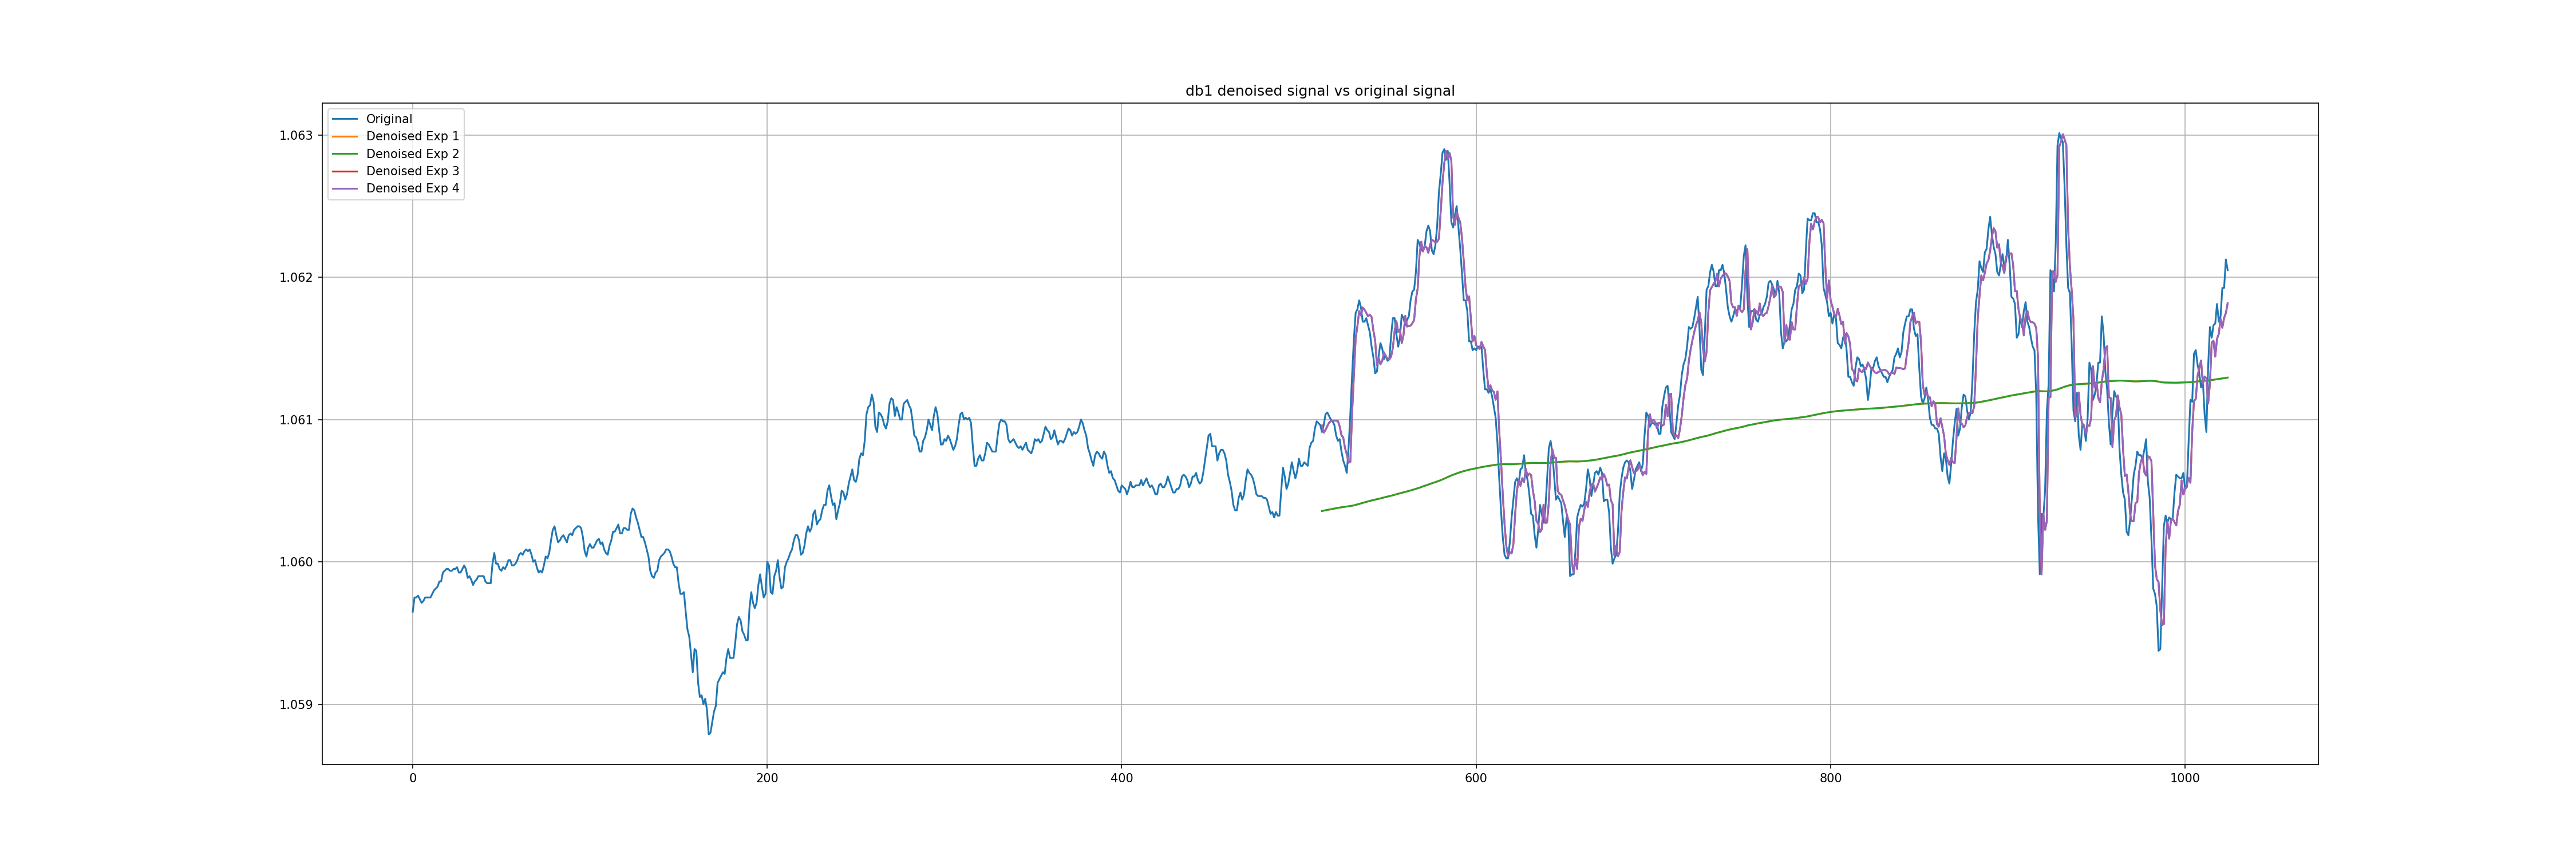 db1 denoised signal vs original signal
Original
Denoised Exp 1
Denoised Exp 2
Denoised Exp 3
Denoised Exp 4
1.063
1.062
1.061
1.060
1.059
0 200 400 600 800 1000